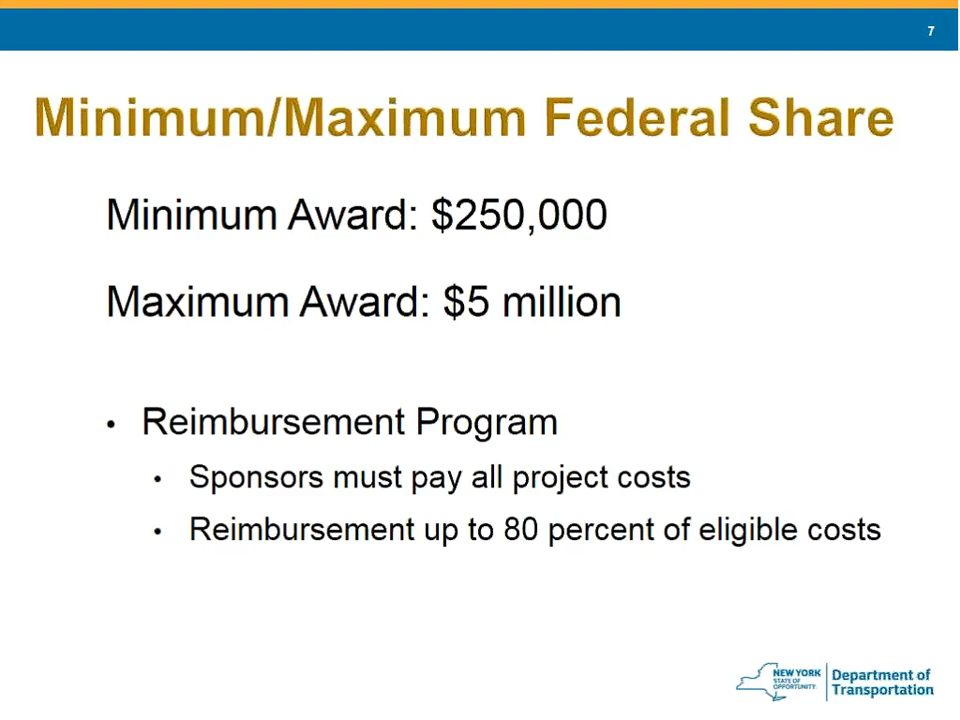 7
Minimum/Maximum Federal Share
Minimum Award: $250,000
Maximum Award: $5 million
• Reimbursement Program
• Sponsors must pay all project costs
• Reimbursement up to 80 percent of eligible costs
NEW YORK
STATE OF
OPPORTUNITY.
Department of
Transportation